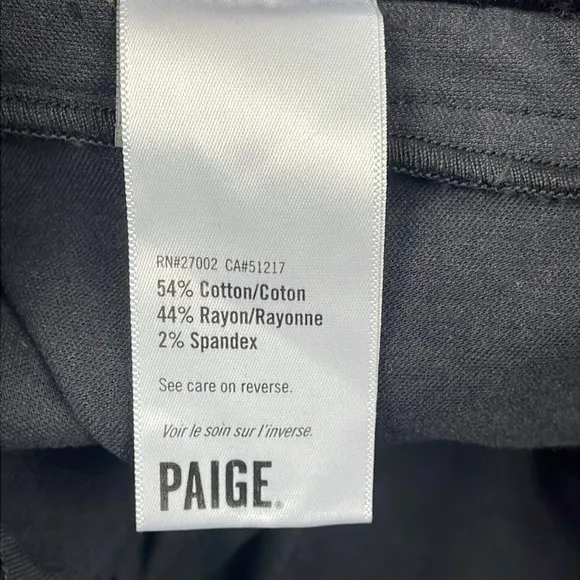 RN#27002 CA#51217
54% Cotton/Coton
44% Rayon/Rayonne
2% Spandex
See care on reverse.
Voir le soin sur l'inverse.
PAIGE®